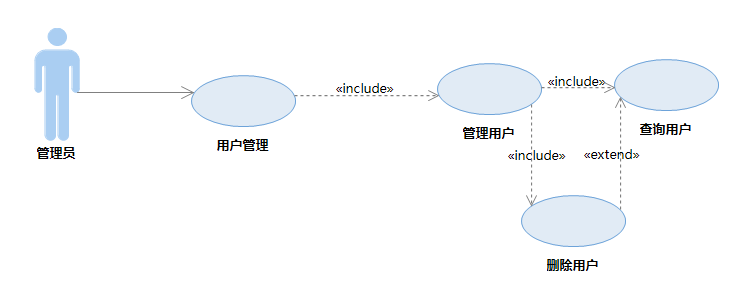 管理员
用户管理
«include»
管理用户
«include»
查询用户
«include»
«extend»
删除用户